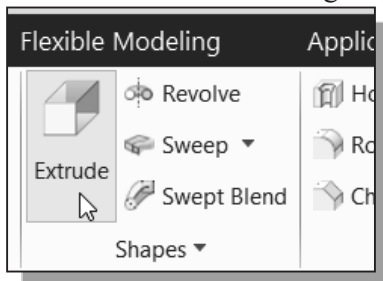 Flexible Modeling Applic
Revolve Ho
Sweep Ro
Extrude
Swept Blend Ch
Shapes